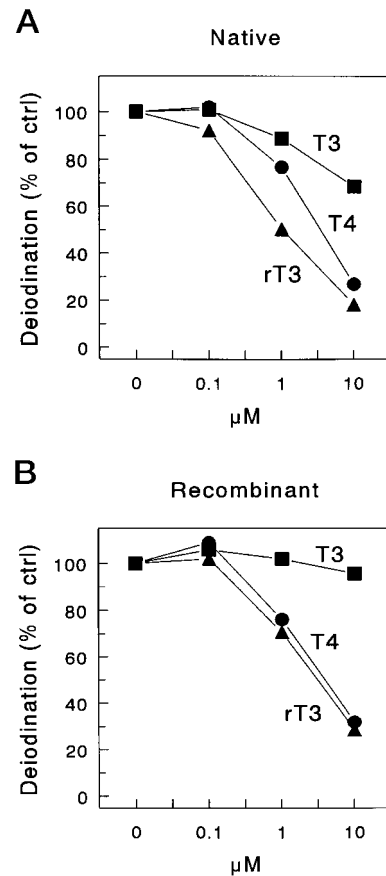 A
Native
Deiodination (% of ctrl)
100
80
60
40
20
0
T3
T4
rT3
0 0.1 1 10
µM
B
Recombinant
Deiodination (% of ctrl)
100
80
60
40
20
0
T3
T4
rT3
0 0.1 1 10
µM